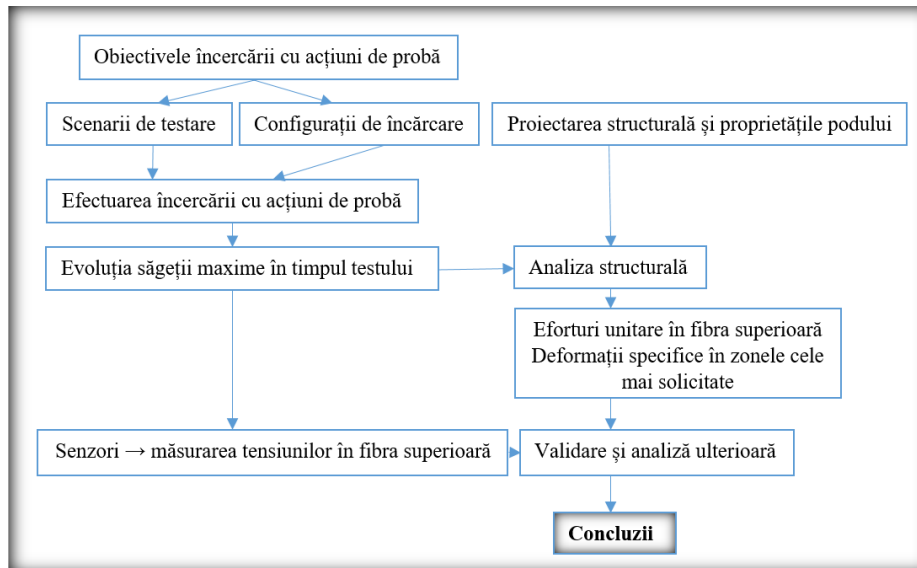 Obiectivele încercării cu acțiuni de probă
Scenarii de testare
Configurații de încărcare
Proiectarea structurală și proprietățile podului
Efectuarea încercării cu acțiuni de probă
Evoluția săgeții maxime în timpul testului
Analiza structurală
Eforturi unitare în fibra superioară
Deformații specifice în zonele cele
mai solicitate
Senzori → măsurarea tensiunilor în fibra superioară
Validare și analiză ulterioară
Concluzii